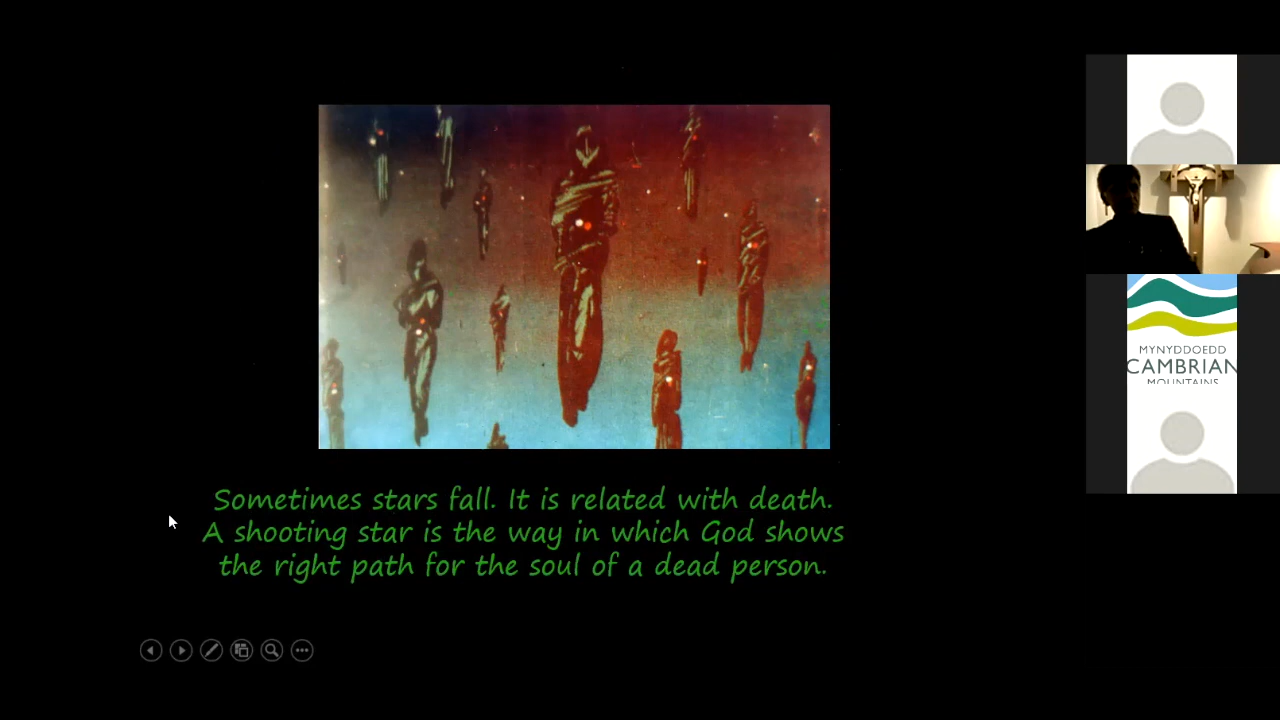 Sometimes stars fall. It is related with death.
A shooting star is the way in which God shows
the right path for the soul of a dead person.
MYNYDDOEDD
CAMBRIAN
MOUNTAINS